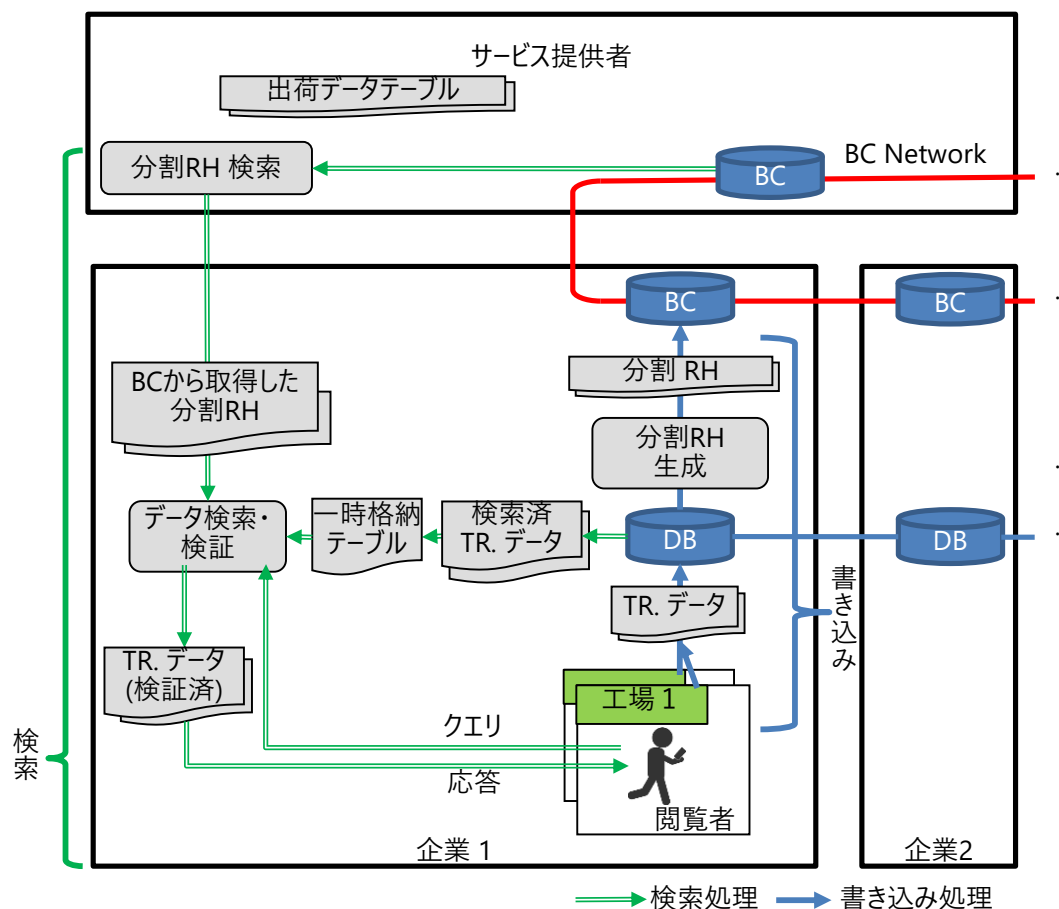 サービス提供者
出荷データテーブル
分割RH 検索
BC Network
BC
BC
BC
BCから取得した
分割RH
分割 RH
分割RH
生成
データ検索・
検証
一時格納
テーブル
検索済
TR. データ
DB
DB
TR. データ
書き込み
TR. データ
(検証済)
工場 1
クエリ
応答
閲覧者
検索
企業 1
企業2
検索処理
書き込み処理